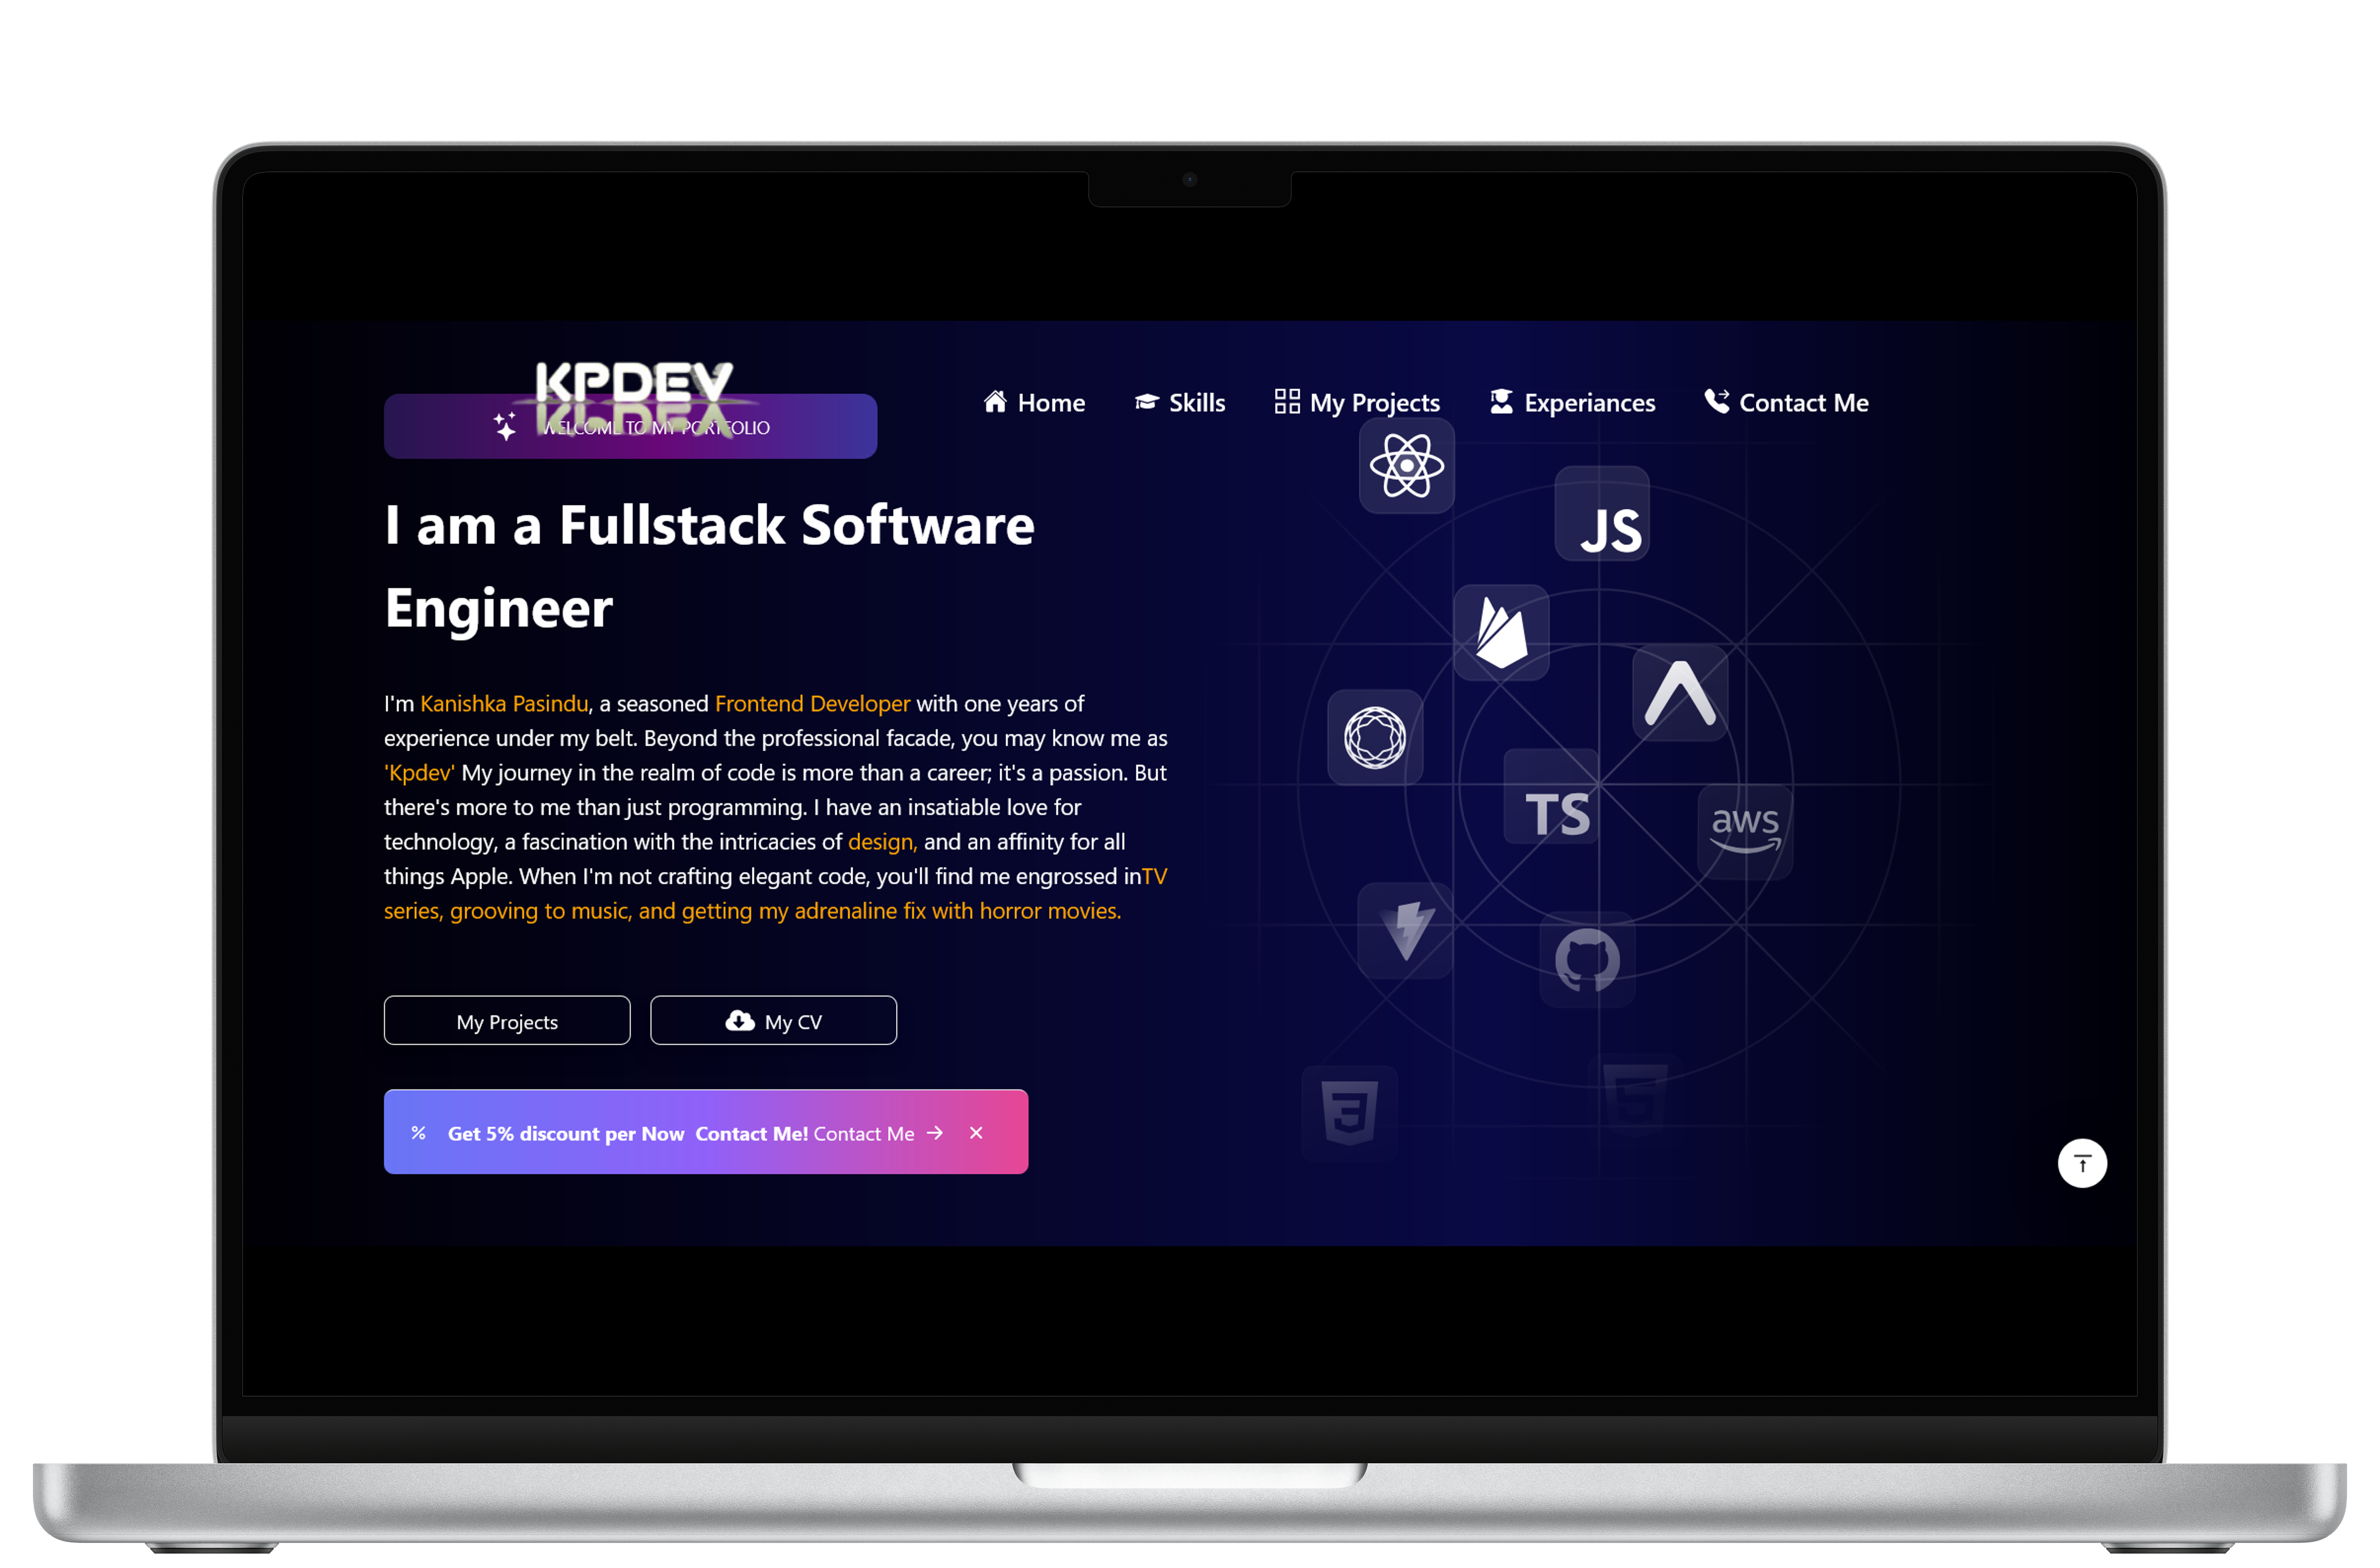 KPDEV
Home Skills My Projects Experiances Contact Me
WELCOME TO MY PORTFOLIO
I am a Fullstack Software
Engineer
I'm Kanishka Pasindu, a seasoned Frontend Developer with one years of
experience under my belt. Beyond the professional facade, you may know me as
'Kpdev' My journey in the realm of code is more than a career; it's a passion. But
there's more to me than just programming. I have an insatiable love for
technology, a fascination with the intricacies of design, and an affinity for all
things Apple. When I'm not crafting elegant code, you'll find me engrossed inTV
series, grooving to music, and getting my adrenaline fix with horror movies.
My Projects My CV
% Get 5% discount per Now Contact Me! Contact Me → ×
JS
TS
aws
3
5